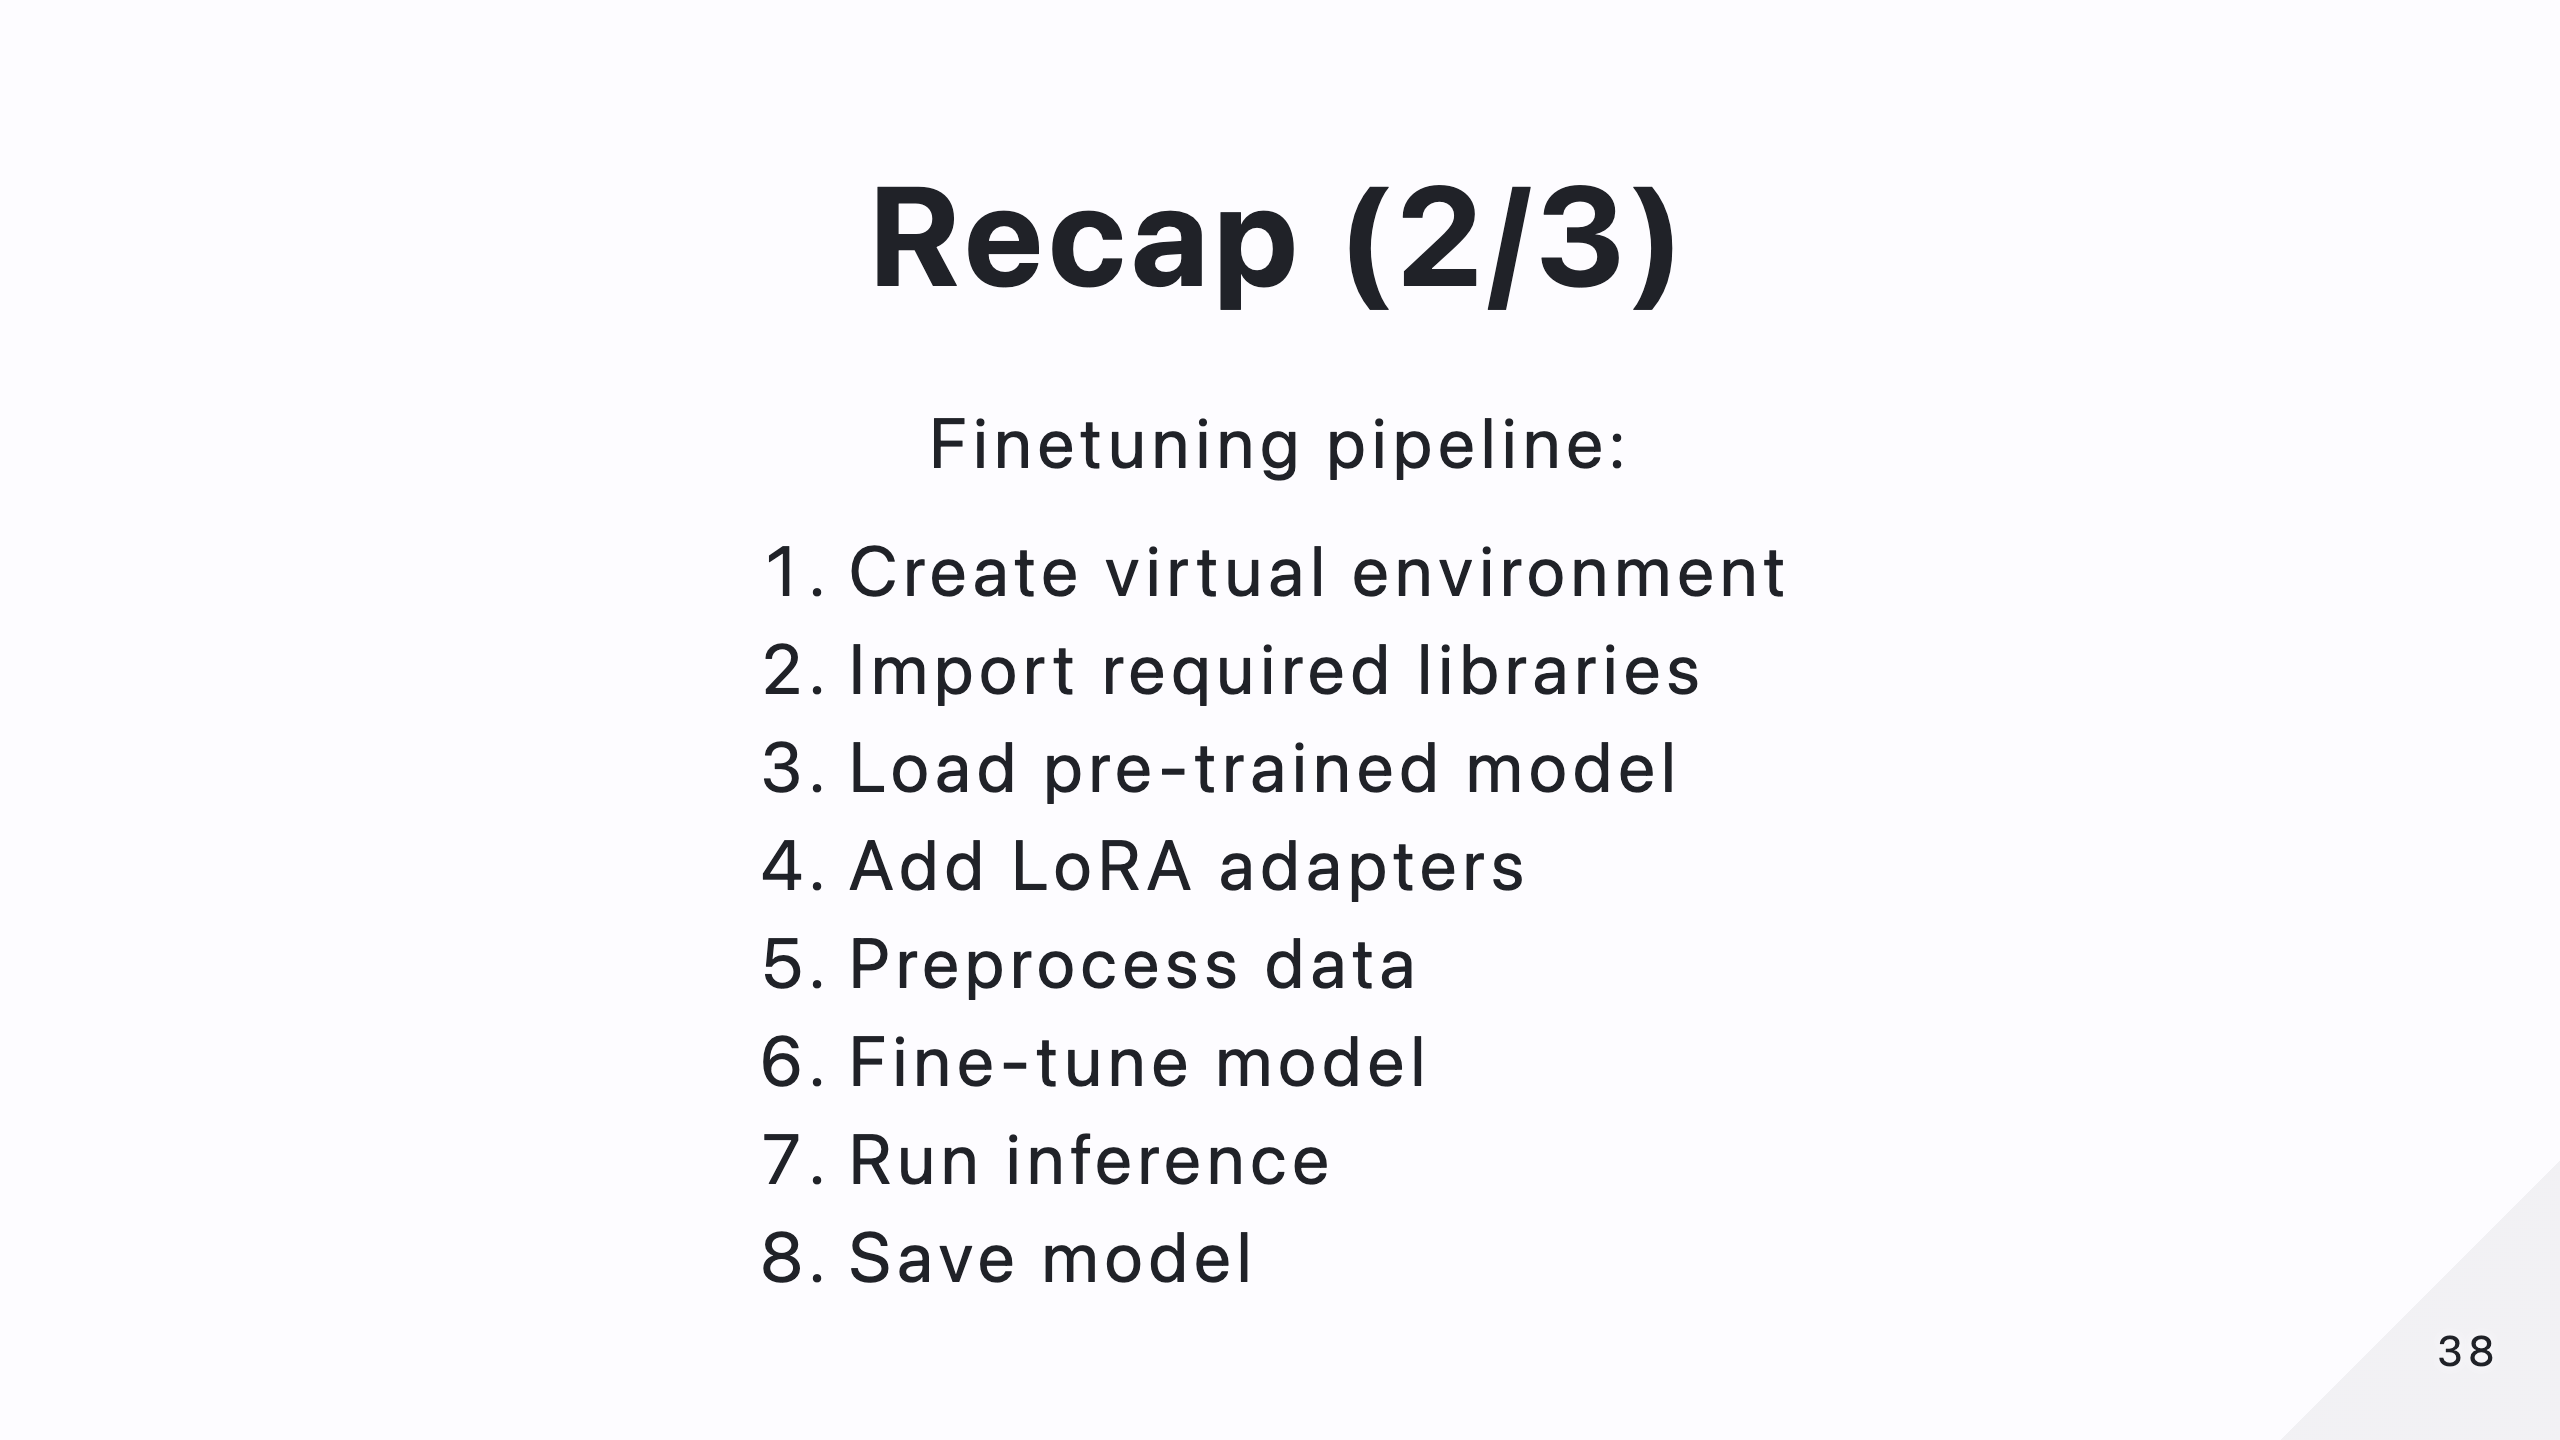 Recap (2/3)
Finetuning pipeline:
1. Create virtual environment
2. Import required libraries
3. Load pre-trained model
4. Add LoRA adapters
5. Preprocess data
6. Fine-tune model
7. Run inference
8. Save model
38